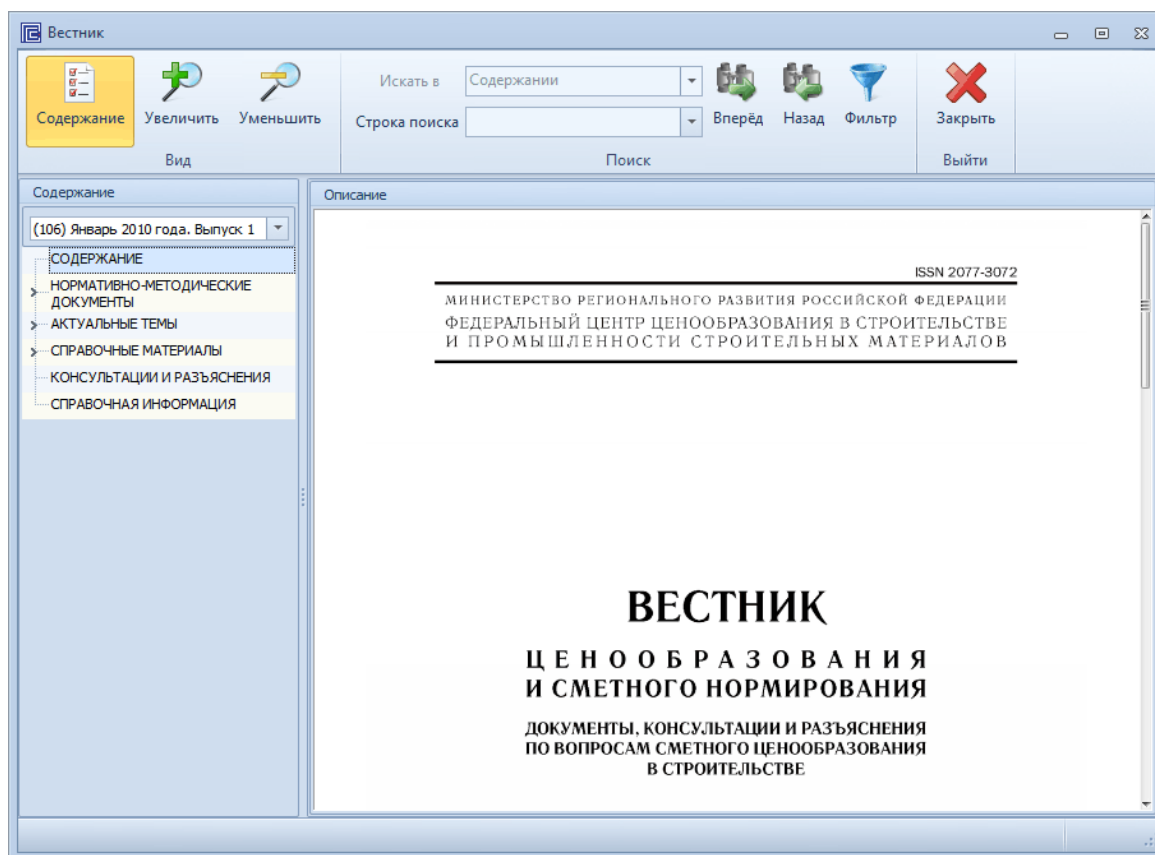 Вестник
Содержание
Увеличить
Уменьшить
Вид
Искать в
Содержании
Строка поиска
Вперёд
Назад
Фильтр
Поиск
Закрыть
Выйти
Содержание
(106) Январь 2010 года. Выпуск 1
СОДЕРЖАНИЕ
НОРМАТИВНО-МЕТОДИЧЕСКИЕ
ДОКУМЕНТЫ
АКТУАЛЬНЫЕ ТЕМЫ
СПРАВОЧНЫЕ МАТЕРИАЛЫ
КОНСУЛЬТАЦИИ И РАЗЪЯСНЕНИЯ
СПРАВОЧНАЯ ИНФОРМАЦИЯ
Описание
ISSN 2077-3072
МИНИСТЕРСТВО РЕГИОНАЛЬНОГО РАЗВИТИЯ РОССИЙСКОЙ ФЕДЕРАЦИИ
ФЕДЕРАЛЬНЫЙ ЦЕНТР ЦЕНООБРАЗОВАНИЯ В СТРОИТЕЛЬСТВЕ
И ПРОМЫШЛЕННОСТИ СТРОИТЕЛЬНЫХ МАТЕРИАЛОВ
ВЕСТНИК
ЦЕНООБРАЗОВАНИЯ
И СМЕТНОГО НОРМИРОВАНИЯ
ДОКУМЕНТЫ, КОНСУЛЬТАЦИИ И РАЗЪЯСНЕНИЯ
ПО ВОПРОСАМ СМЕТНОГО ЦЕНООБРАЗОВАНИЯ
В СТРОИТЕЛЬСТВЕ